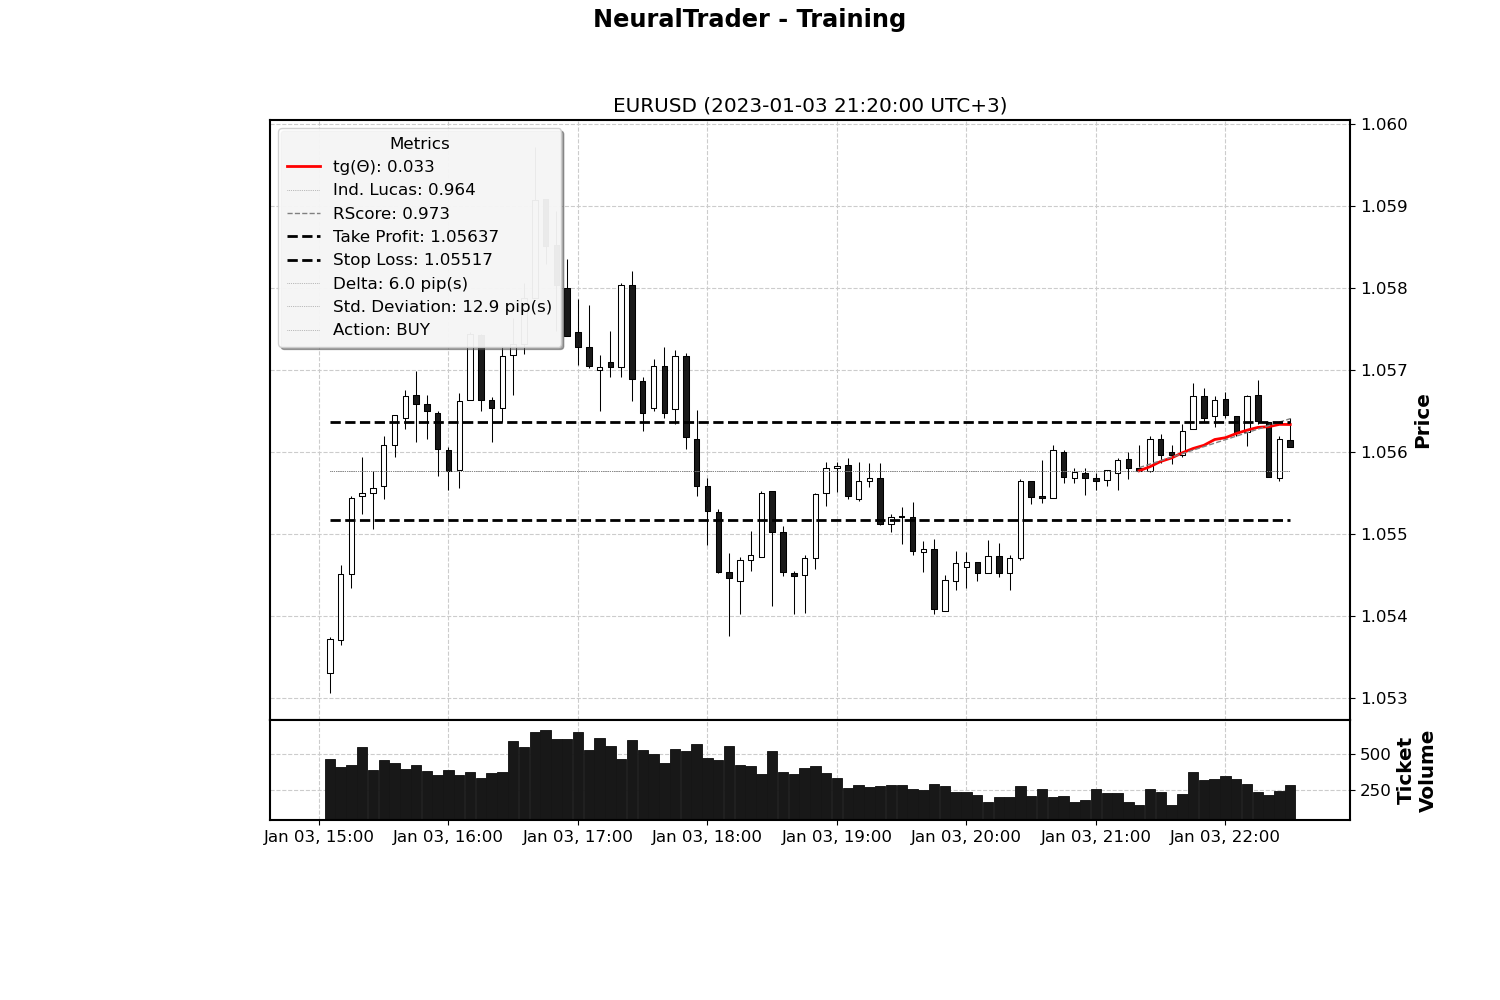 NeuralTrader - Training
EURUSD (2023-01-03 21:20:00 UTC+3)
Metrics
tg(Θ): 0.033
Ind. Lucas: 0.964
RScore: 0.973
Take Profit: 1.05637
Stop Loss: 1.05517
Delta: 6.0 pip(s)
Std. Deviation: 12.9 pip(s)
Action: BUY
1.060
1.059
1.058
1.057
1.056
1.055
1.054
1.053
Price
500
250
Ticket
Volume
Jan 03, 15:00
Jan 03, 16:00
Jan 03, 17:00
Jan 03, 18:00
Jan 03, 19:00
Jan 03, 20:00
Jan 03, 21:00
Jan 03, 22:00